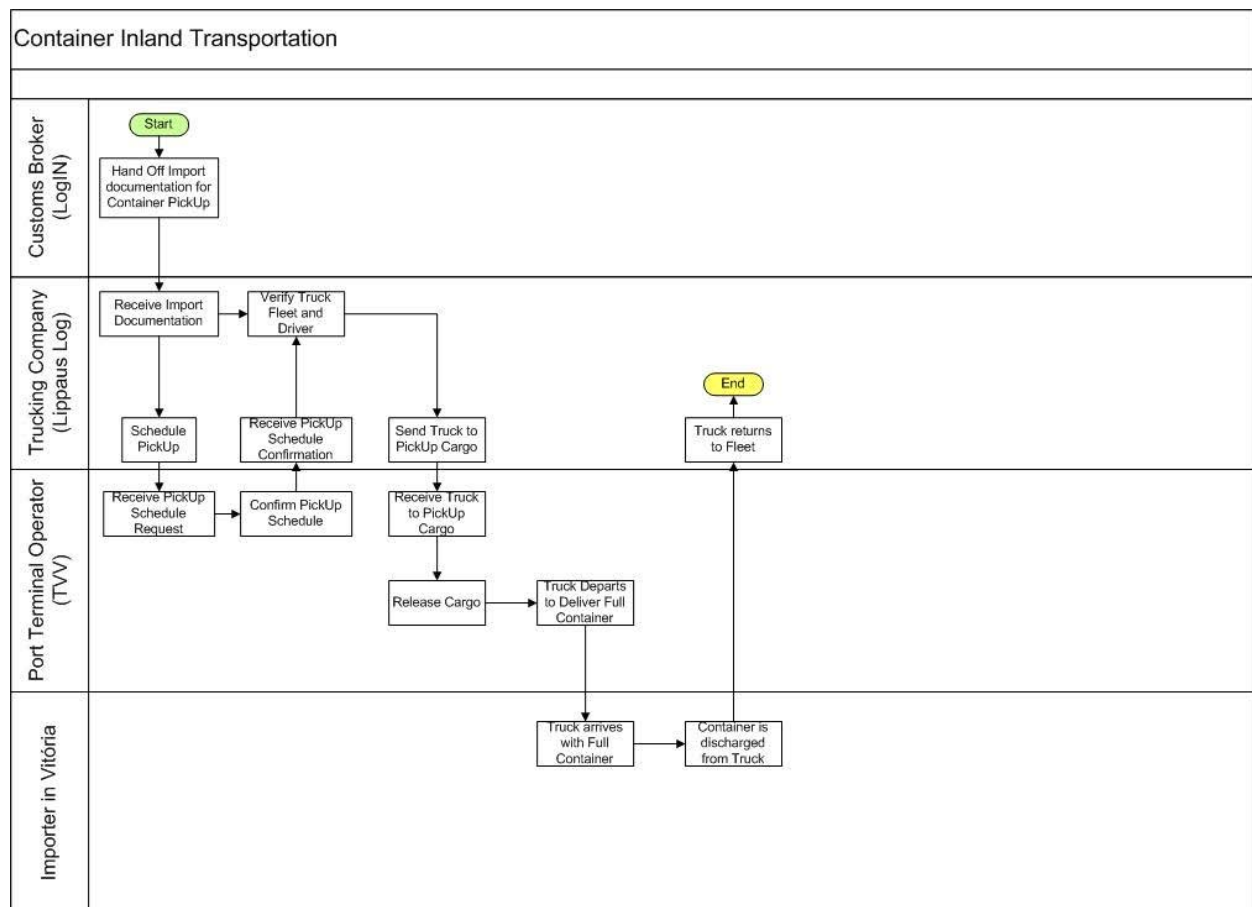 Container Inland Transportation
Customs Broker
(LogIN)
Start
Hand Off Import
documentation for
Container PickUp
Trucking Company
(Lippaus Log)
Receive Import
Documentation
Verify Truck
Fleet and
Driver
End
Schedule
PickUp
Receive PickUp
Schedule
Confirmation
Send Truck to
PickUp Cargo
Truck returns
to Fleet
Port Terminal Operator
(TVV)
Receive PickUp
Schedule
Request
Confirm PickUp
Schedule
Receive Truck
to PickUp
Cargo
Release Cargo
Truck Departs
to Deliver Full
Container
Importer in Vitória
Truck arrives
with Full
Container
Container is
discharged
from Truck